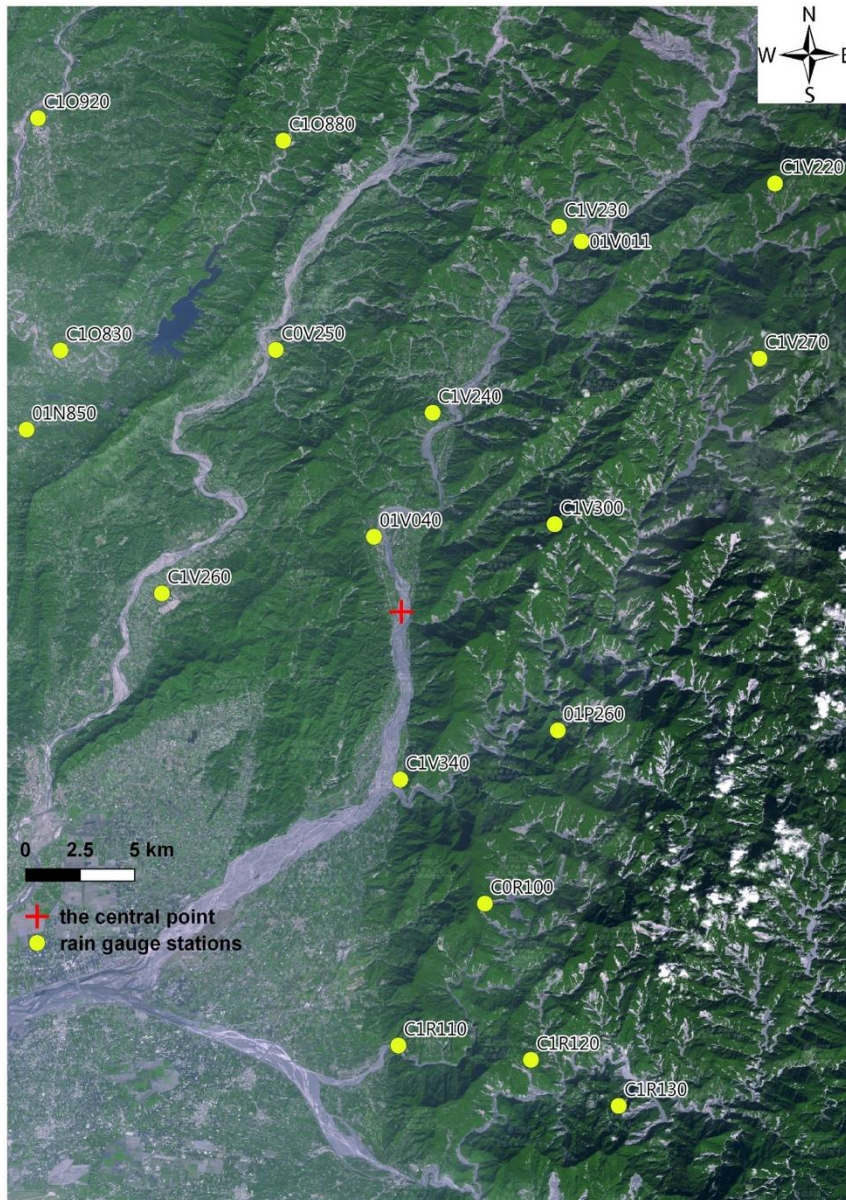 N
W E
S
C1O920
C1O880
C1V220
C1V230
01V011
C1O830
C0V250
C1V270
C1V240
01N850
C1V300
01V040
C1V260
01P260
C1V340
0 2.5 5 km
C0R100
the central point
rain gauge stations
C1R110
C1R120
C1R130